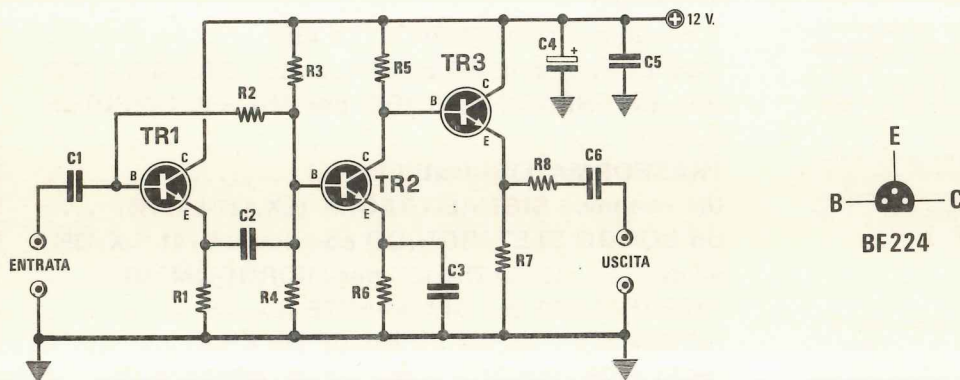 12 V.
C4
+
C5
R3
R5
TR3
C
B
E
R2
TR1
C1
B
C
E
C2
B
C
E
TR2
R8
C6
E
B
C
BF224
ENTRATA
R1
R4
R6
C3
R7
USCITA